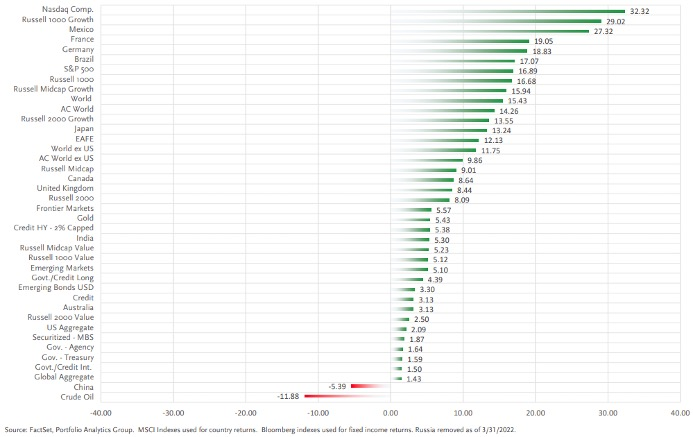 Nasdaq Comp. 32.32
Russell 1000 Growth 29.02
Mexico 27.32
France 19.05
Germany 18.83
Brazil 17.07
S&P 500 16.89
Russell 1000 16.68
Russell Midcap Growth 15.94
World 15.43
AC World 14.26
Russell 2000 Growth 13.55
Japan 13.24
EAFE 12.13
World ex US 11.75
AC World ex US 9.86
Russell Midcap 9.01
Canada 8.64
United Kingdom 8.44
Russell 2000 8.09
Frontier Markets 5.57
Gold 5.43
Credit HY - 2% Capped 5.38
India 5.30
Russell Midcap Value 5.23
Russell 1000 Value 5.12
Emerging Markets 5.10
Govt./Credit Long 4.39
Emerging Bonds USD 3.30
Credit 3.13
Australia 3.13
Russell 2000 Value 2.50
US Aggregate 2.09
Securitized - MBS 1.87
Gov. - Agency 1.64
Gov. - Treasury 1.59
Govt./Credit Int. 1.50
Global Aggregate 1.43
China -5.39
Crude Oil -11.88
-40.00 -30.00 -20.00 -10.00 0.00 10.00 20.00 30.00 40.00
Source: FactSet, Portfolio Analytics Group. MSCI Indexes used for country returns. Bloomberg indexes used for fixed income returns. Russia removed as of 3/31/2022.